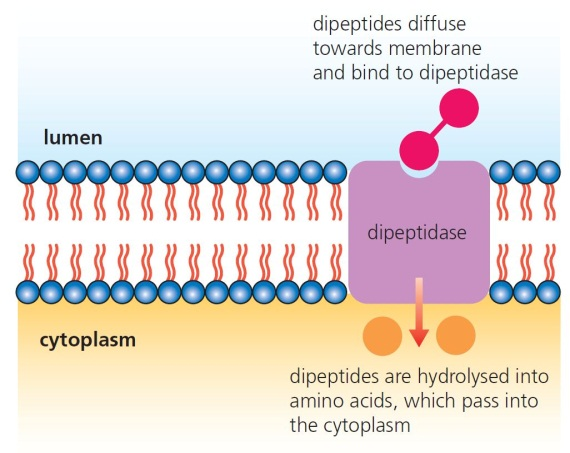 dipeptides diffuse
towards membrane
and bind to dipeptidase
lumen
dipeptidase
cytoplasm
dipeptides are hydrolysed into
amino acids, which pass into
the cytoplasm